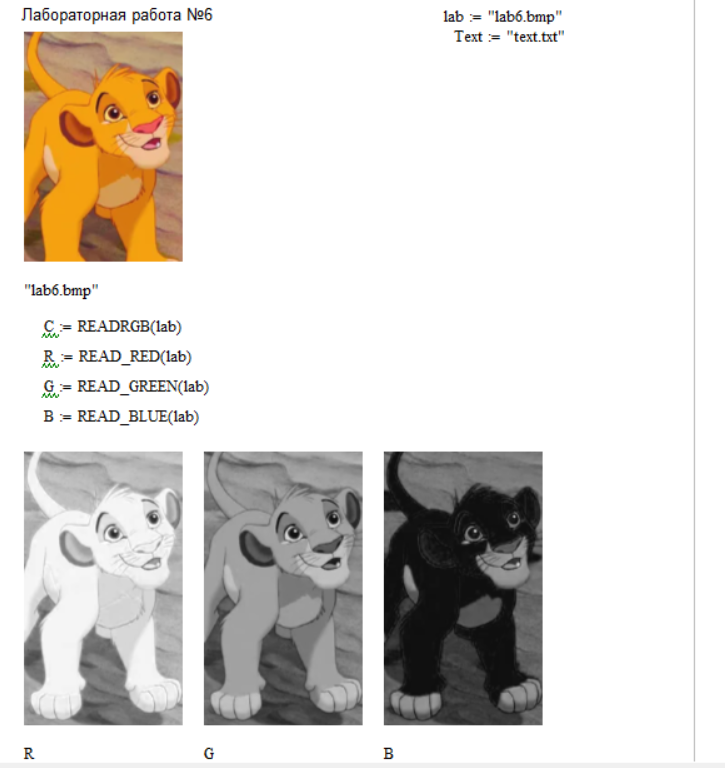 Лабораторная работа №6
lab := "lab6.bmp"
Text := "text.txt"
"lab6.bmp"
C := READRGB(lab)
R := READ_RED(lab)
G := READ_GREEN(lab)
B := READ_BLUE(lab)
R
G
B